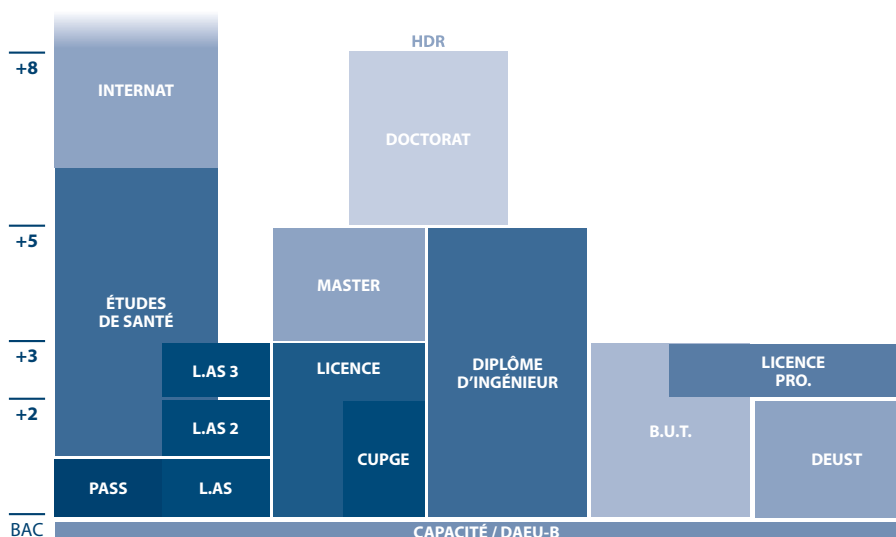 HDR
+8
INTERNAT
DOCTORAT
+5
MASTER
ÉTUDES
DE SANTÉ
+3
L.AS 3
LICENCE
DIPLÔME
D'INGÉNIEUR
LICENCE
PRO.
+2
L.AS 2
B.U.T.
CUPGE
DEUST
PASS
L.AS
BAC
CAPACITÉ / DAEU-B